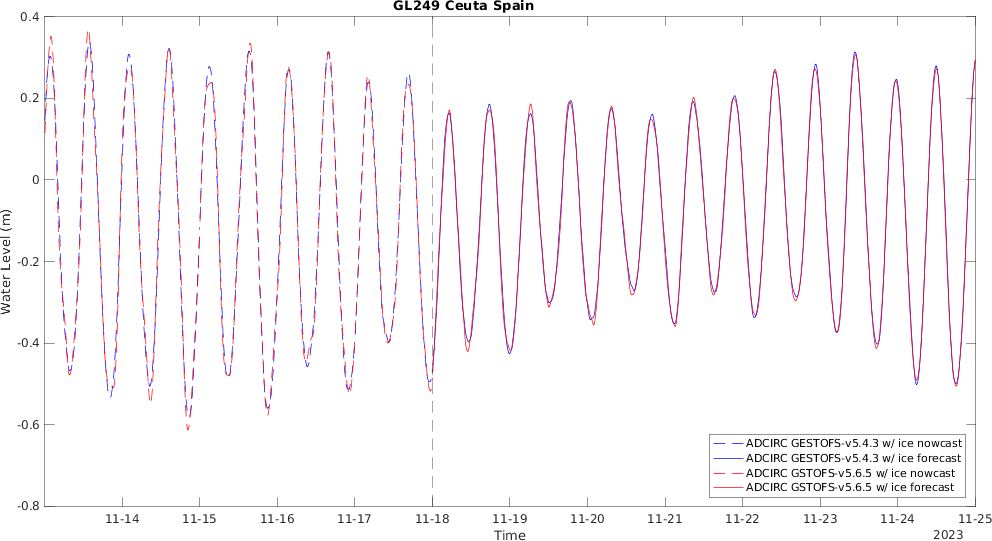 GL249 Ceuta Spain
Water Level (m)
0.4
0.2
0
-0.2
-0.4
-0.6
-0.8
ADCIRC GESTOFS-v5.4.3 w/ ice nowcast
ADCIRC GESTOFS-v5.4.3 w/ ice forecast
ADCIRC GSTOFS-v5.6.5 w/ ice nowcast
ADCIRC GSTOFS-v5.6.5 w/ ice forecast
11-14 11-15 11-16 11-17 11-18 11-19 11-20 11-21 11-22 11-23 11-24 11-25
Time
2023